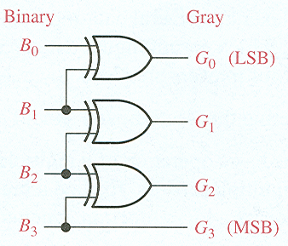 Binary Gray
B₀ G₀ (LSB)
B₁ G₁
B₂ G₂
B₃ G₃ (MSB)